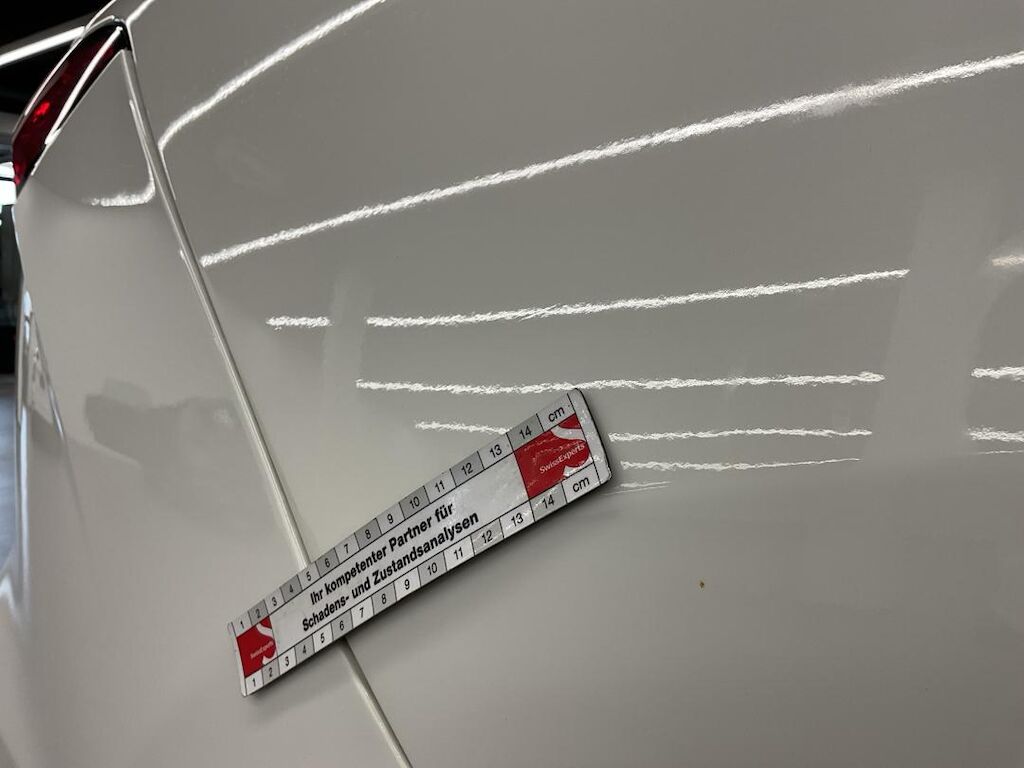 1 2 3 4 5 6 7 8 9 10 11 12 13 14 cm
SwissExperts
Ihr kompetenter Partner für
Schadens- und Zustandsanalysen
SwissExperts
1 2 3 4 5 6 7 8 9 10 11 12 13 14 cm